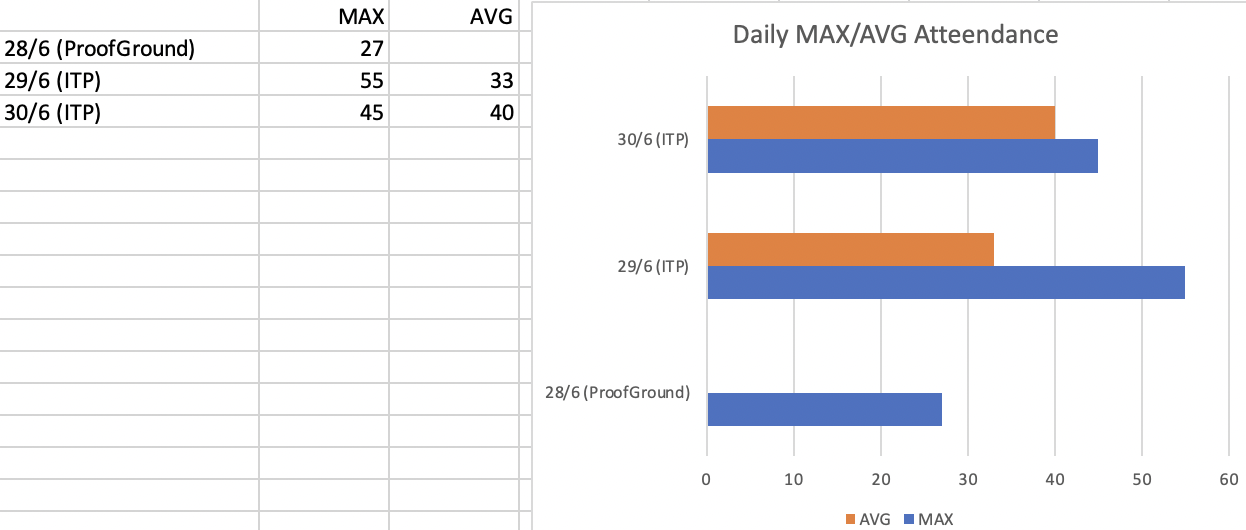 MAX AVG
28/6 (ProofGround) 27
29/6 (ITP) 55 33
30/6 (ITP) 45 40
Daily MAX/AVG Atteendance
30/6 (ITP)
29/6 (ITP)
28/6 (ProofGround)
0 10 20 30 40 50 60
AVG MAX